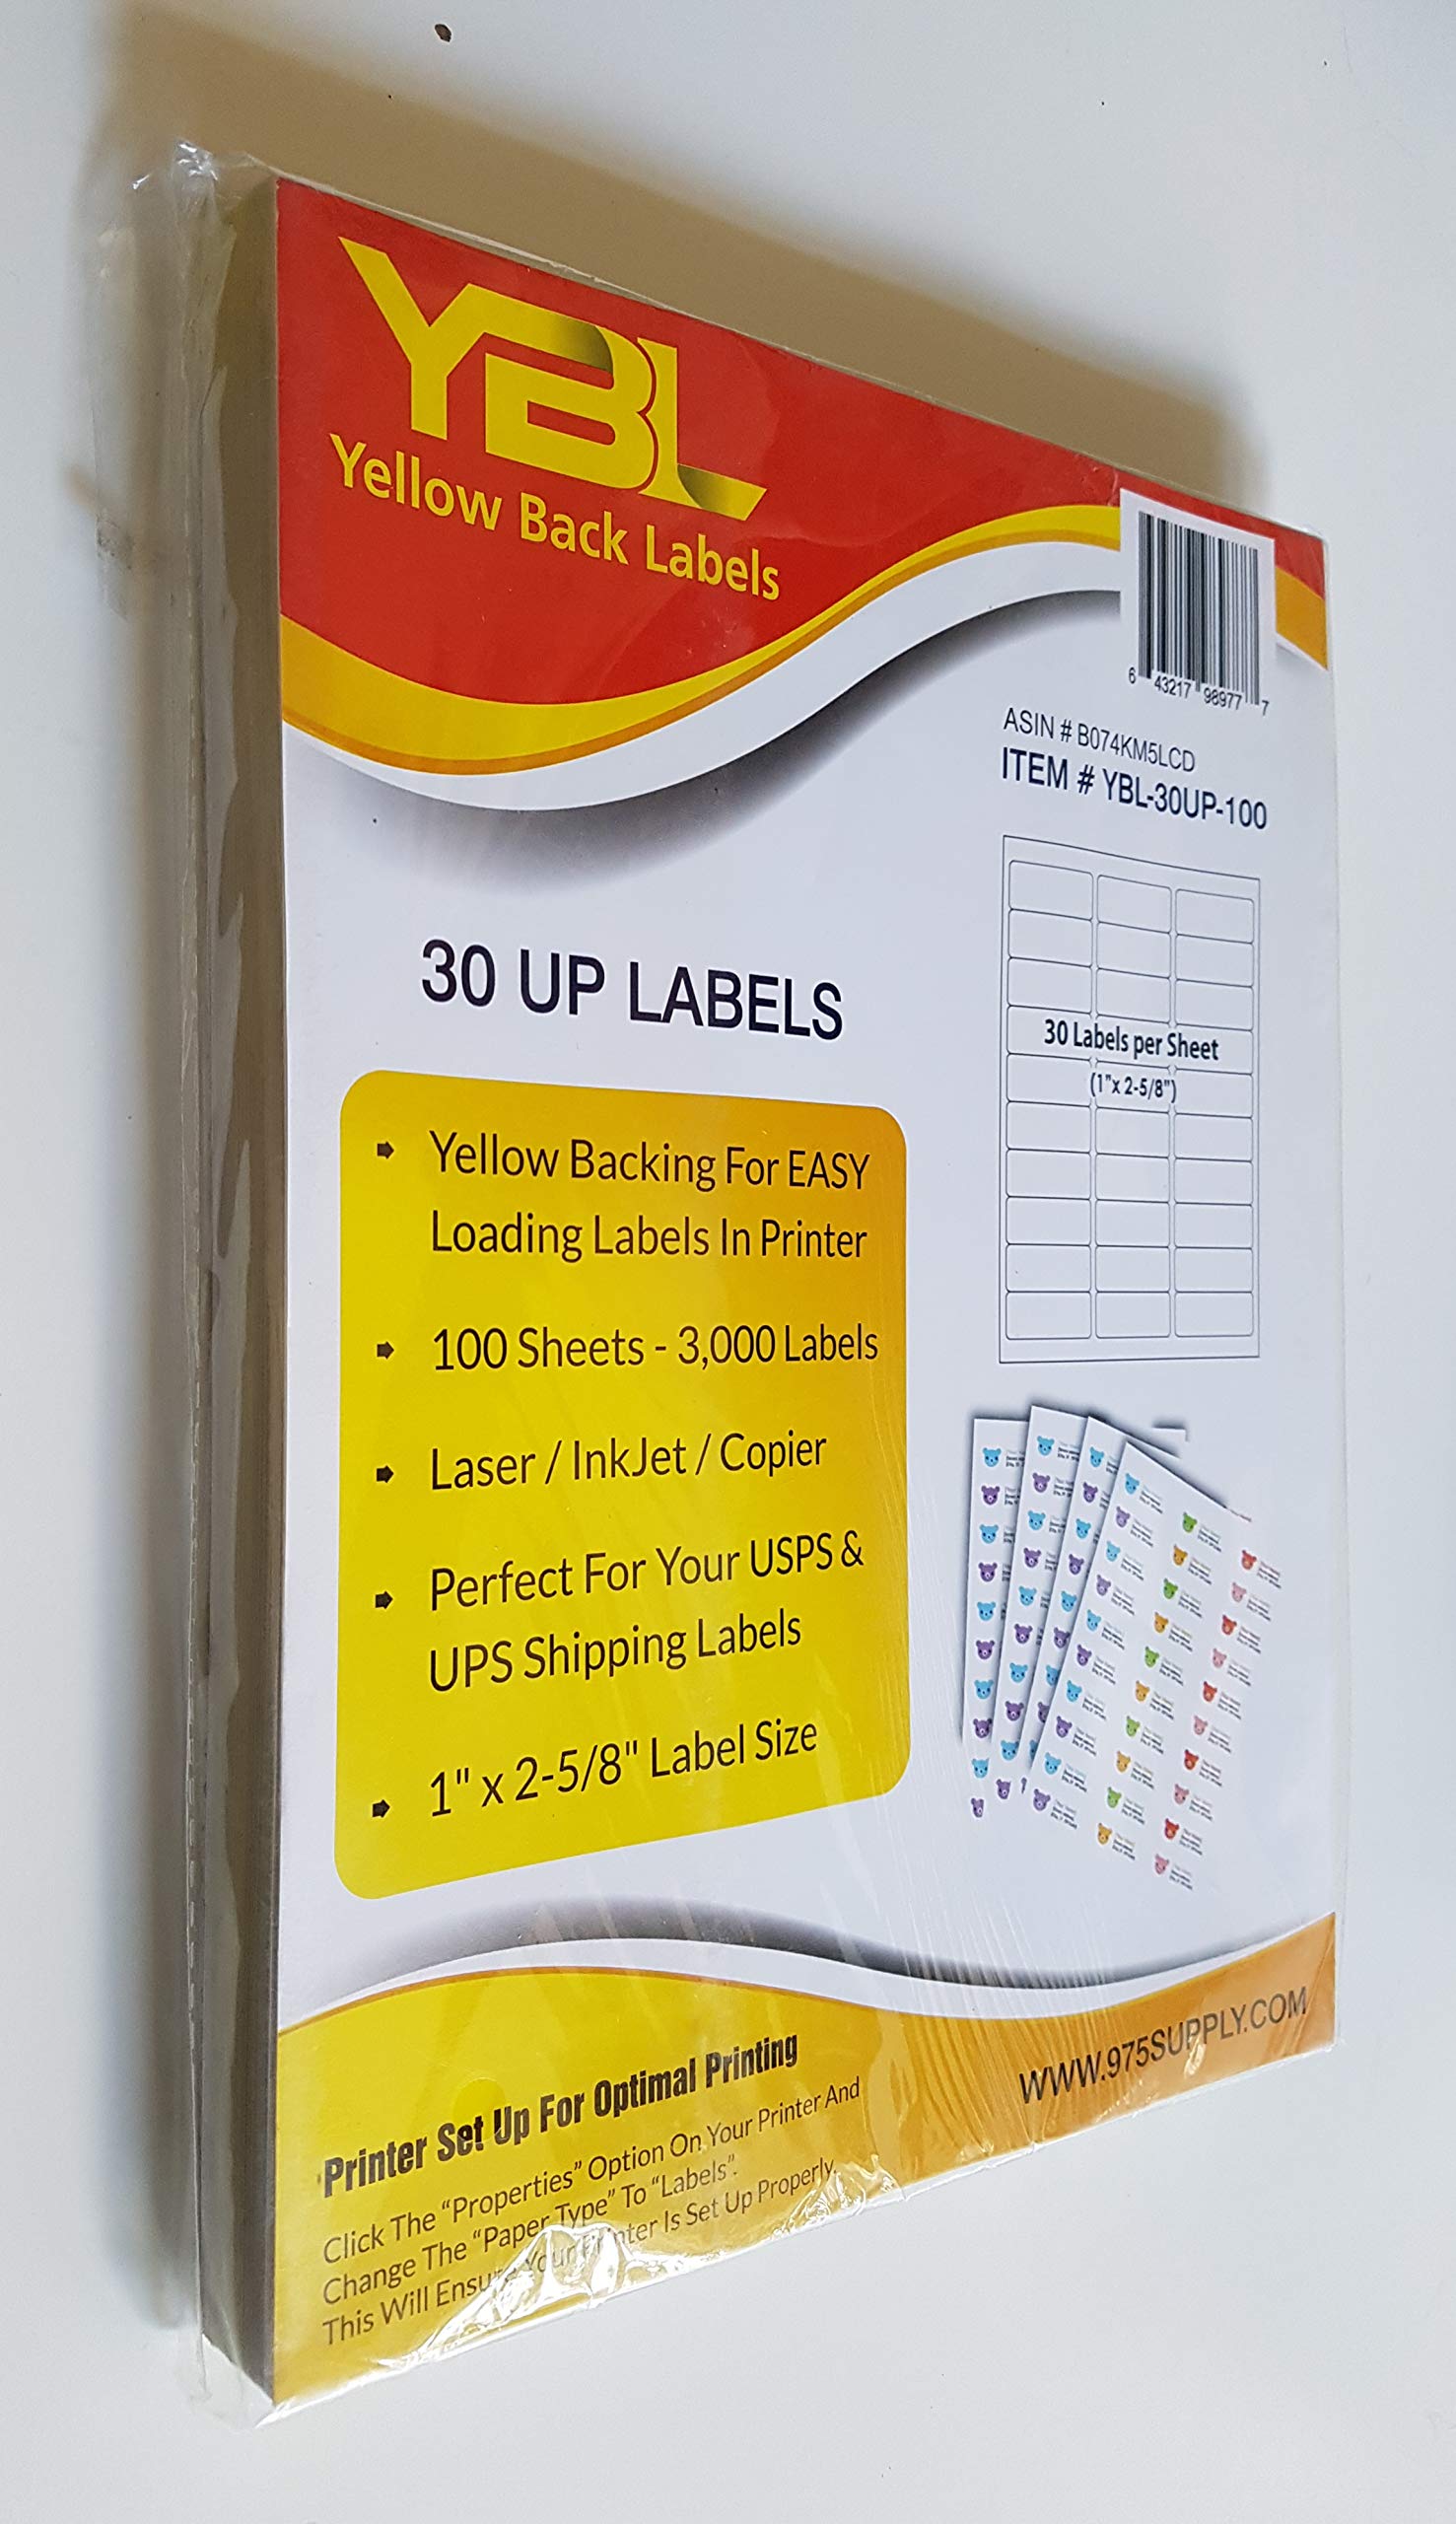 YBL
Yellow Back Labels
6 43217 98977 7
ASIN # B074KM5LCD
ITEM # YBL-30UP-100
30 Labels per Sheet
(1"x 2-5/8")
30 UP LABELS
Yellow Backing For EASY
Loading Labels In Printer
100 Sheets - 3,000 Labels
Laser / InkJet / Copier
Perfect For Your USPS &
UPS Shipping Labels
1" x 2-5/8" Label Size
Printer Set Up For Optimal Printing
Click The “Properties” Option On Your Printer And
Change The “Paper Type” To “Labels”.
This Will Ensure Your Printer Is Set Up Properly.
WWW.975SUPPLY.COM